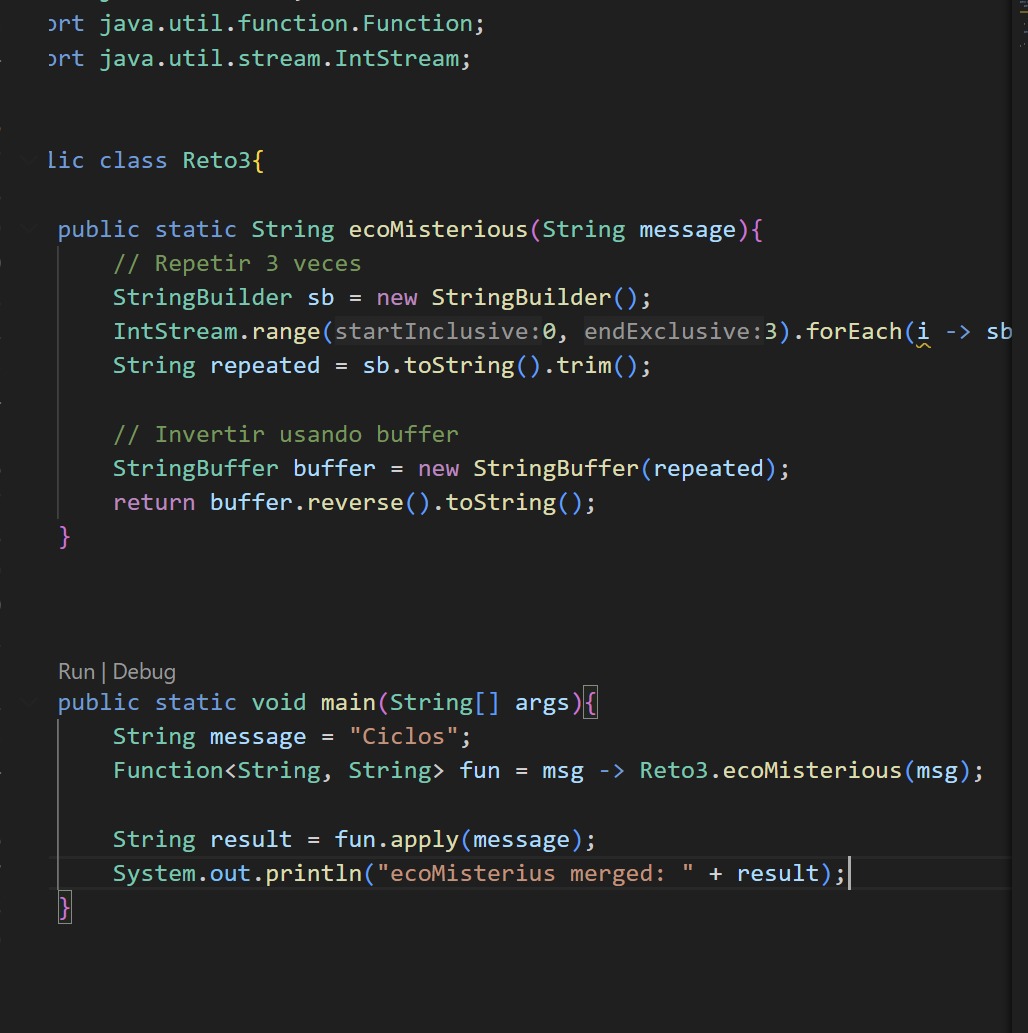 ort java.util.function.Function;
ort java.util.stream.IntStream;
lic class Reto3{
public static String ecoMisterious(String message){
// Repetir 3 veces
StringBuilder sb = new StringBuilder();
IntStream.range(startInclusive:0, endExclusive:3).forEach(i -> sb
String repeated = sb.toString().trim();
// Invertir usando buffer
StringBuffer buffer = new StringBuffer(repeated);
return buffer.reverse().toString();
}
Run | Debug
public static void main(String[] args){
String message = "Ciclos";
Function<String, String> fun = msg -> Reto3.ecoMisterious(msg);
String result = fun.apply(message);
System.out.println("ecoMisterius merged: " + result);
}